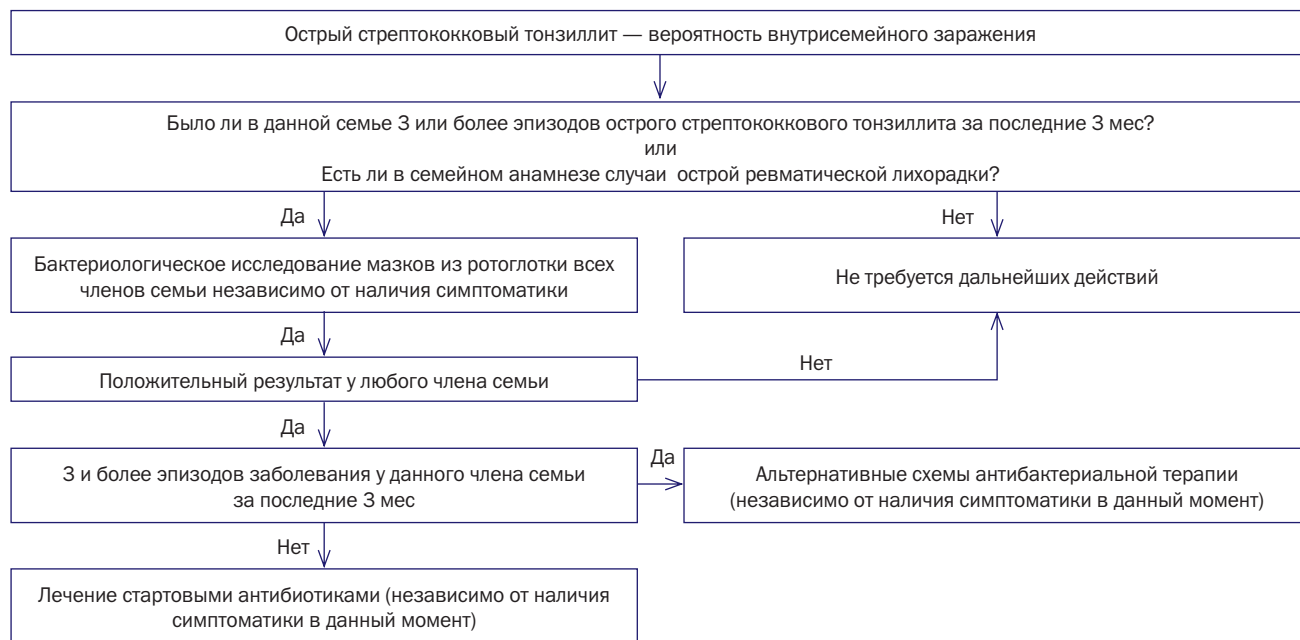 Острый стрептококковый тонзиллит — вероятность внутрисемейного заражения
Было ли в данной семье 3 или более эпизодов острого стрептококкового тонзиллита за последние 3 мес?
или
Есть ли в семейном анамнезе случаи острой ревматической лихорадки?
Да
Нет
Бактериологическое исследование мазков из ротоглотки всех
членов семьи независимо от наличия симптоматики
Не требуется дальнейших действий
Да
Положительный результат у любого члена семьи
Нет
Да
3 и более эпизодов заболевания у данного члена семьи
за последние 3 мес
Да
Альтернативные схемы антибактериальной терапии
(независимо от наличия симптоматики в данный момент)
Нет
Лечение стартовыми антибиотиками (независимо от наличия
симптоматики в данный момент)